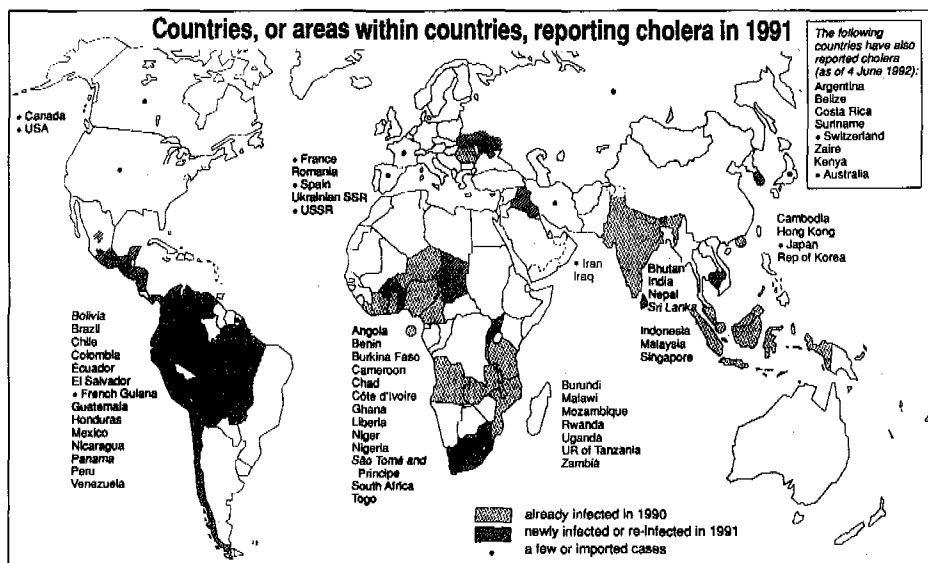 Countries, or areas within countries, reporting cholera in 1991
The following
countries have also
reported cholera
(as of 4 June 1992):
Argentina
Belize
Costa Rica
Suriname
• Switzerland
Zaïre
Kenya
• Australia
• Canada
• USA
• France
Romania
• Spain
Ukrainian SSR
• USSR
• Iran
Iraq
Cambodia
Hong Kong
• Japan
Rep of Korea
Bhutan
India
Nepal
Sri Lanka
Indonesia
Malaysia
Singapore
Bolivia
Brazil
Chile
Colombia
Ecuador
El Salvador
• French Guiana
Guatemala
Honduras
Mexico
Nicaragua
Panama
Peru
Venezuela
Angola
Benin
Burkina Faso
Cameroon
Chad
Côte d'Ivoire
Ghana
Liberia
Niger
Nigeria
São Tomé and
Principe
South Africa
Togo
Burundi
Malawi
Mozambique
Rwanda
Uganda
UR of Tanzania
Zambia
already infected in 1990
newly infected or re-infected in 1991
• a few or imported cases